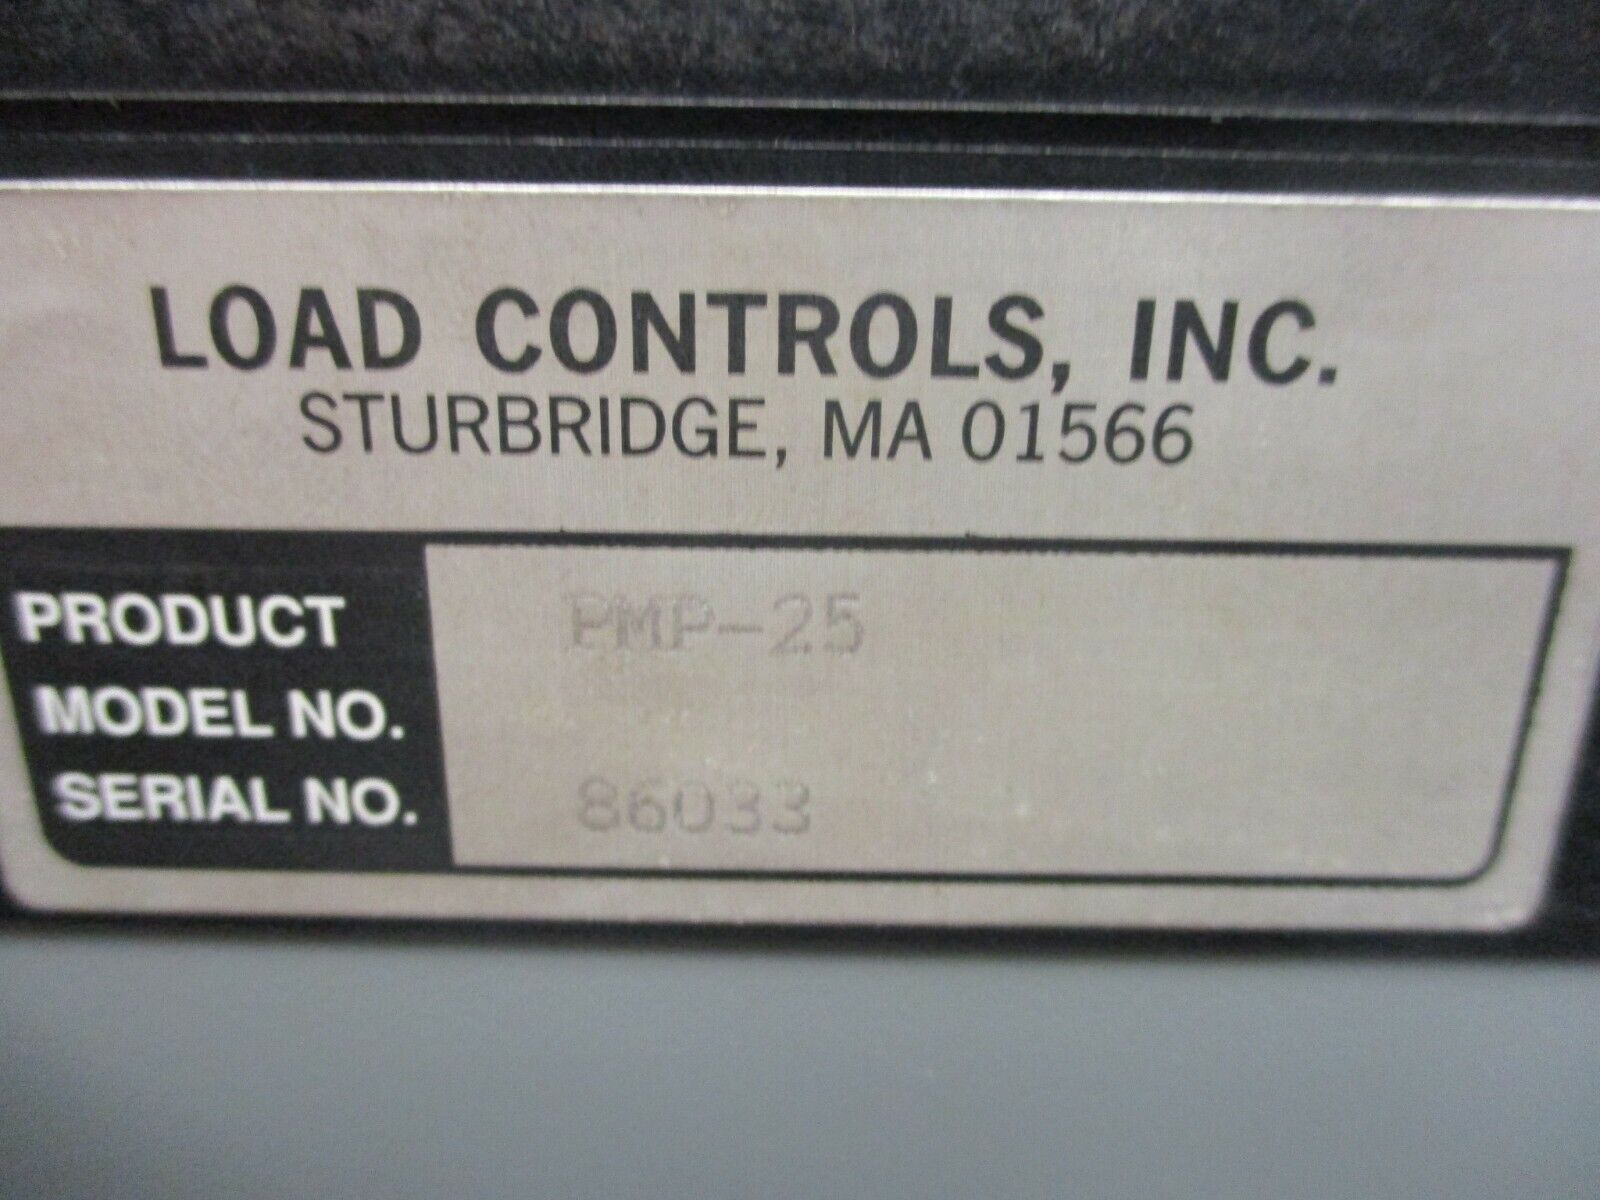 LOAD CONTROLS, INC.
STURBRIDGE, MA 01566
PRODUCT PMP-25
MODEL NO.
SERIAL NO. 86033